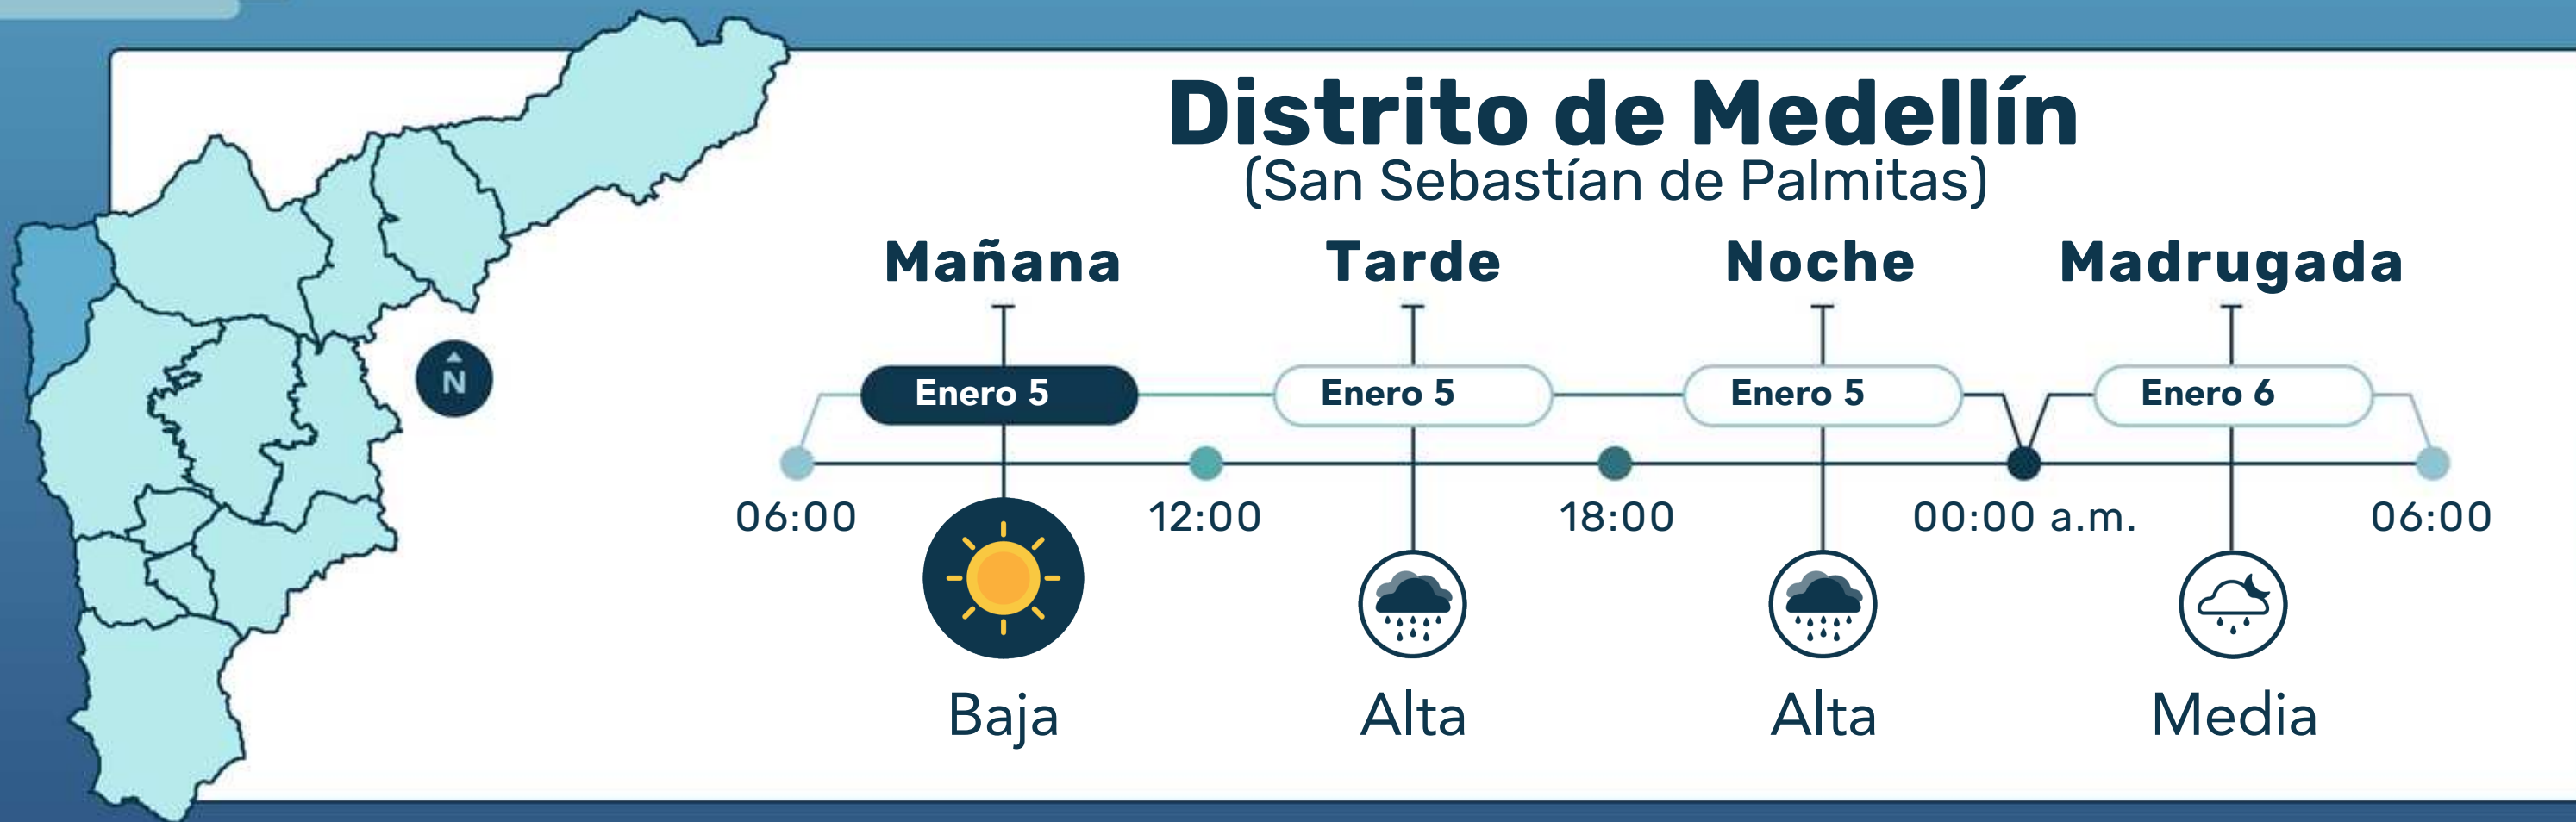 Distrito de Medellín
(San Sebastían de Palmitas)
Mañana Tarde Noche Madrugada
Enero 5 Enero 5 Enero 5 Enero 6
N
06:00 12:00 18:00 00:00 a.m. 06:00
Baja Alta Alta Media